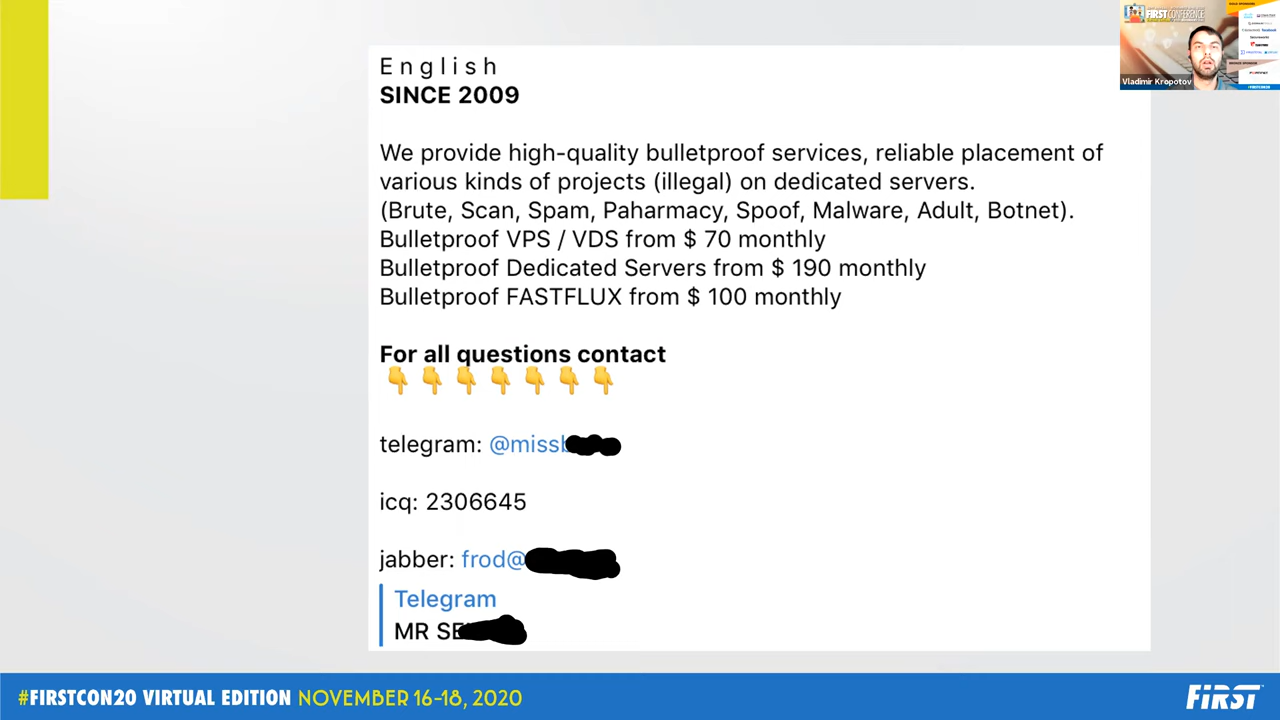 E n g l i s h
SINCE 2009
We provide high-quality bulletproof services, reliable placement of
various kinds of projects (illegal) on dedicated servers.
(Brute, Scan, Spam, Paharmacy, Spoof, Malware, Adult, Botnet).
Bulletproof VPS / VDS from $ 70 monthly
Bulletproof Dedicated Servers from $ 190 monthly
Bulletproof FASTFLUX from $ 100 monthly
For all questions contact
👇 👇 👇 👇 👇 👇 👇
telegram: @miss
icq: 2306645
jabber: frod@
Telegram
MR SE
FIRSTCONFERENCE
Vladimir Kropotov
#FIRSTCON20 VIRTUAL EDITION NOVEMBER 16-18, 2020
FIRST